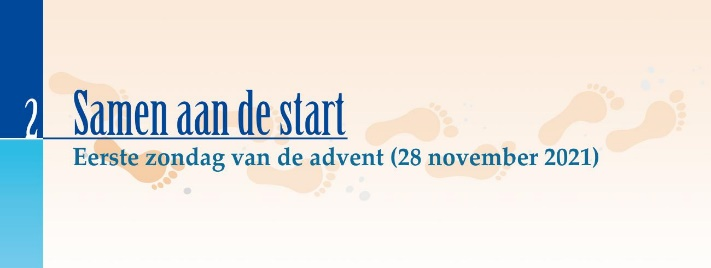 2
Samen aan de start
Eerste zondag van de advent (28 november 2021)